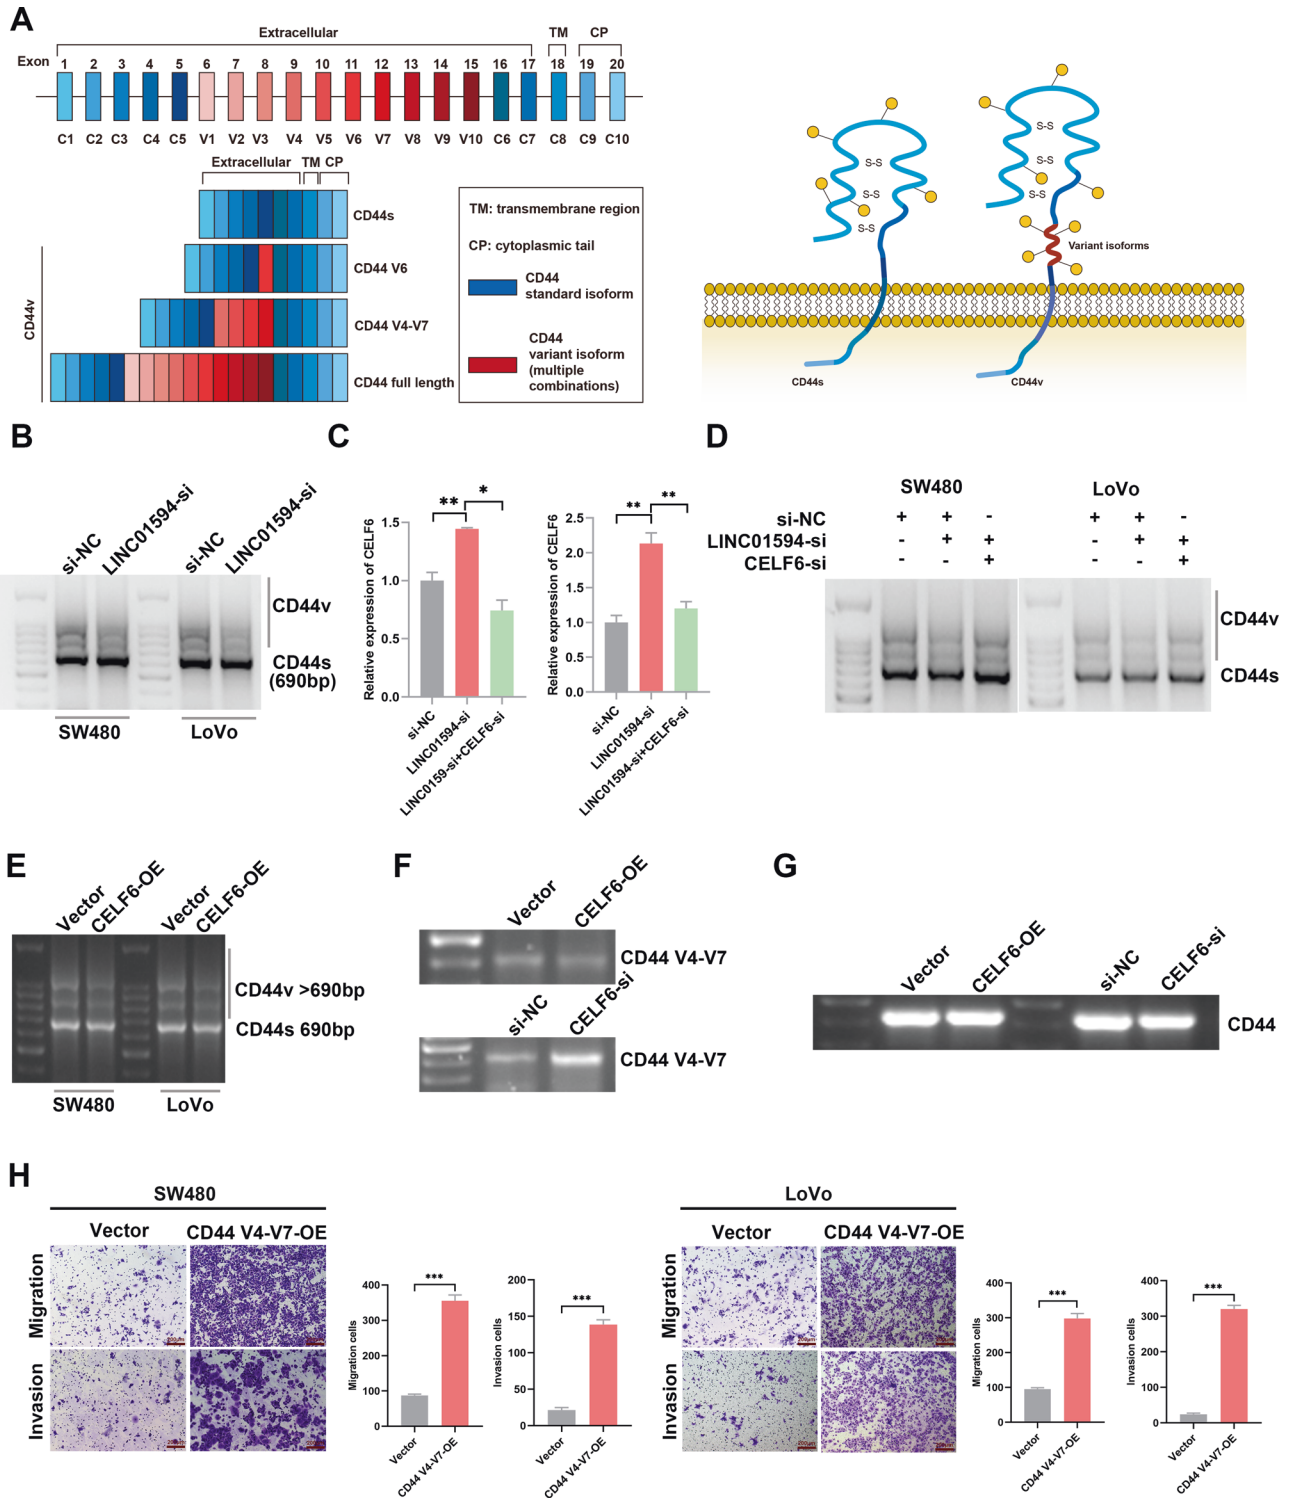 A
Extracellular TM CP
Exon 1 2 3 4 5 6 7 8 9 10 11 12 13 14 15 16 17 18 19 20
C1 C2 C3 C4 C5 V1 V2 V3 V4 V5 V6 V7 V8 V9 V10 C6 C7 C8 C9 C10
Extracellular TM CP
CD44s
CD44 V6
CD44 V4-V7
CD44 full length
CD44v
TM: transmembrane region
CP: cytoplasmic tail
CD44
standard isoform
CD44
variant isoform
(multiple
combinations)
S-S
S-S
S-S
S-S
S-S
S-S
Variant isoforms
CD44s
CD44v
B
si-NC
LINC01594-si
si-NC
LINC01594-si
CD44v
CD44s
(690bp)
SW480
LoVo
C
Relative expression of CELF6
1.5
1.0
0.5
0.0
**
*
si-NC
LINC01594-si
LINC0159-si+CELF6-si
Relative expression of CELF6
2.5
2.0
1.5
1.0
0.5
0.0
**
**
si-NC
LINC01594-si
LINC01594-si+CELF6-si
D
SW480 LoVo
si-NC + + - + + -
LINC01594-si - + + - + +
CELF6-si - - + - - +
CD44v
CD44s
E
Vector
CELF6-OE
Vector
CELF6-OE
CD44v >690bp
CD44s 690bp
SW480
LoVo
F
Vector
CELF6-OE
CD44 V4-V7
si-NC
CELF6-si
CD44 V4-V7
G
Vector
CELF6-OE
si-NC
CELF6-si
CD44
H
SW480
Vector CD44 V4-V7-OE
Migration
Invasion
Migration cells
400
300
200
100
0
***
Vector
CD44 V4-V7-OE
Invasion cells
200
150
100
50
0
***
Vector
CD44 V4-V7-OE
LoVo
Vector CD44 V4-V7-OE
Migration
Invasion
Migration cells
400
300
200
100
0
***
Vector
CD44 V4-V7-OE
Invasion cells
400
300
200
100
0
***
Vector
CD44 V4-V7-OE